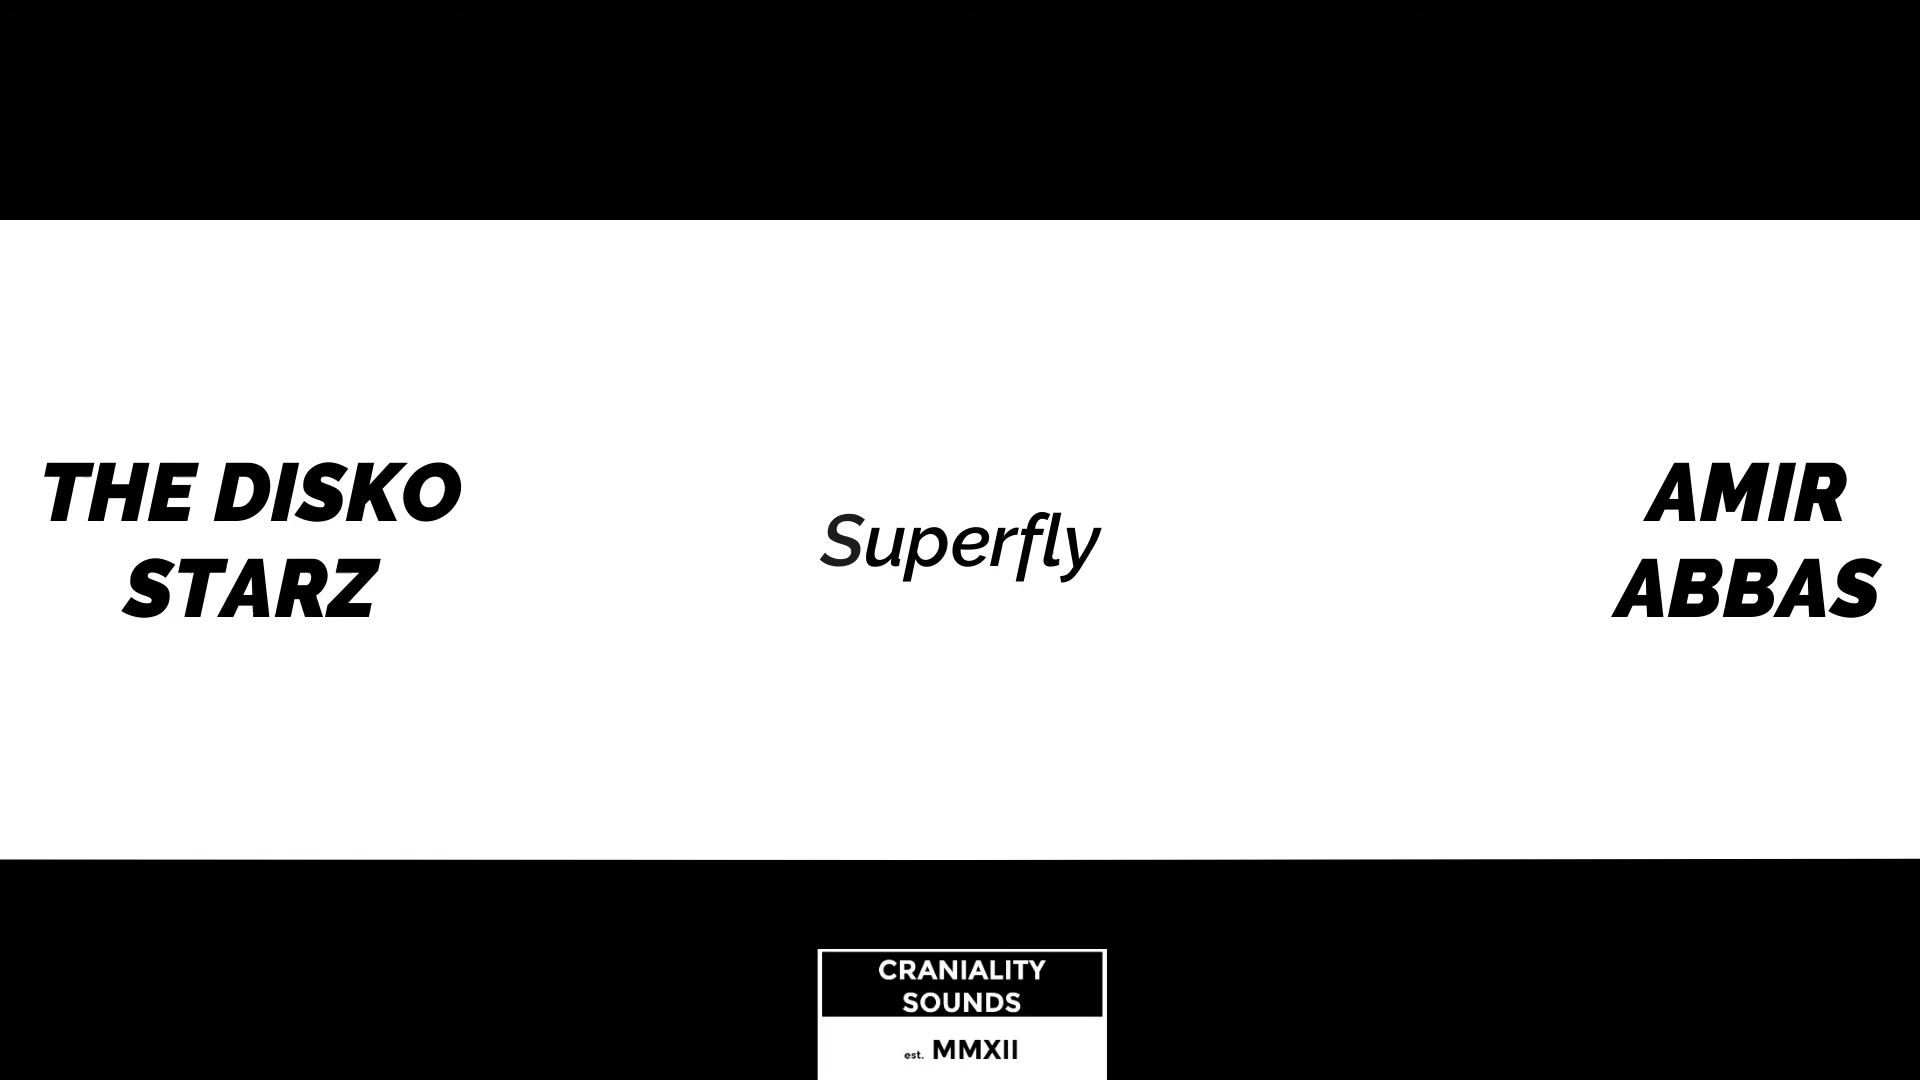 THE DISKO
STARZ
Superfly
AMIR
ABBAS
CRANIALITY
SOUNDS
est. MMXII